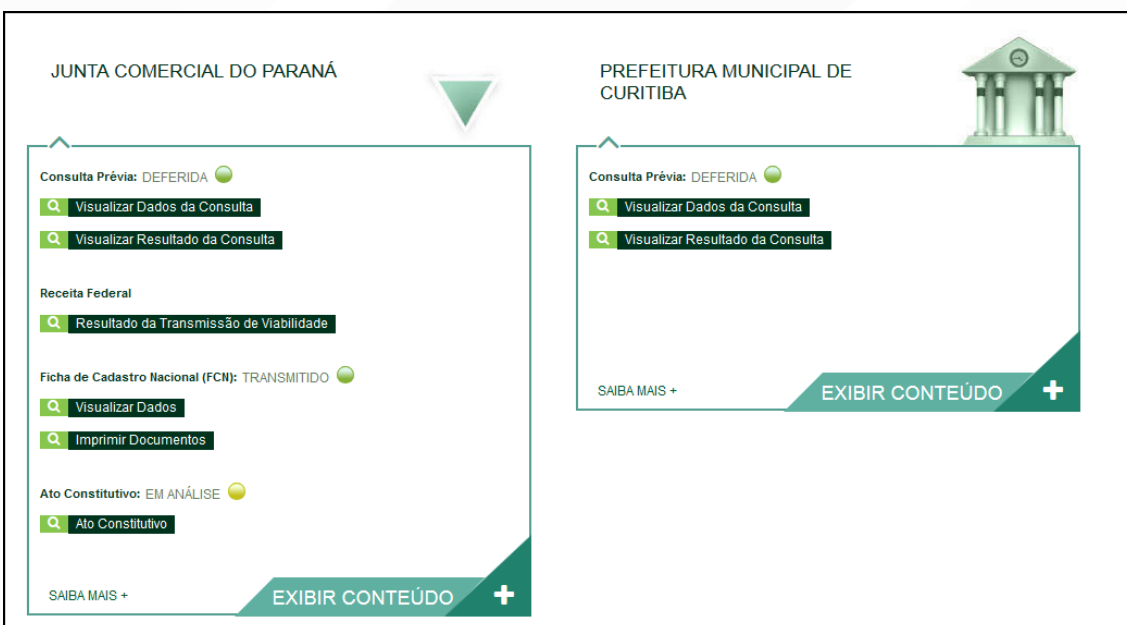 JUNTA COMERCIAL DO PARANÁ
Consulta Prévia: DEFERIDA
Visualizar Dados da Consulta
Visualizar Resultado da Consulta
Receita Federal
Resultado da Transmissão de Viabilidade
Ficha de Cadastro Nacional (FCN): TRANSMITIDO
Visualizar Dados
Imprimir Documentos
Ato Constitutivo: EM ANÁLISE
Ato Constitutivo
SAIBA MAIS +
EXIBIR CONTEÚDO +
PREFEITURA MUNICIPAL DE
CURITIBA
Consulta Prévia: DEFERIDA
Visualizar Dados da Consulta
Visualizar Resultado da Consulta
SAIBA MAIS +
EXIBIR CONTEÚDO +